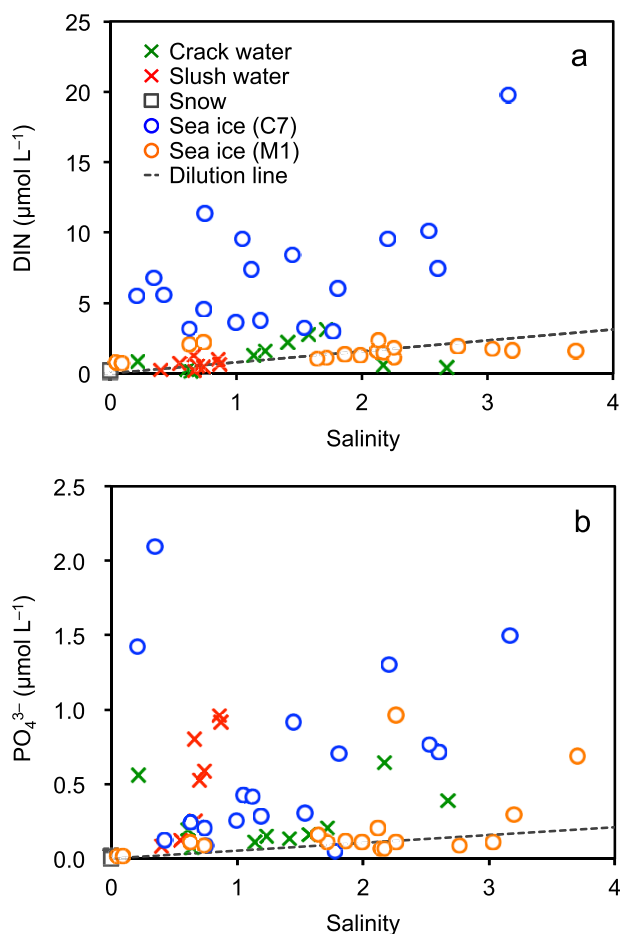 a
Crack water
Slush water
Snow
Sea ice (C7)
Sea ice (M1)
Dilution line
25
20
15
10
5
0
DIN (μmol L⁻¹)
0 1 2 3 4
Salinity
b
2.5
2.0
1.5
1.0
0.5
0.0
PO₄³⁻ (μmol L⁻¹)
0 1 2 3 4
Salinity